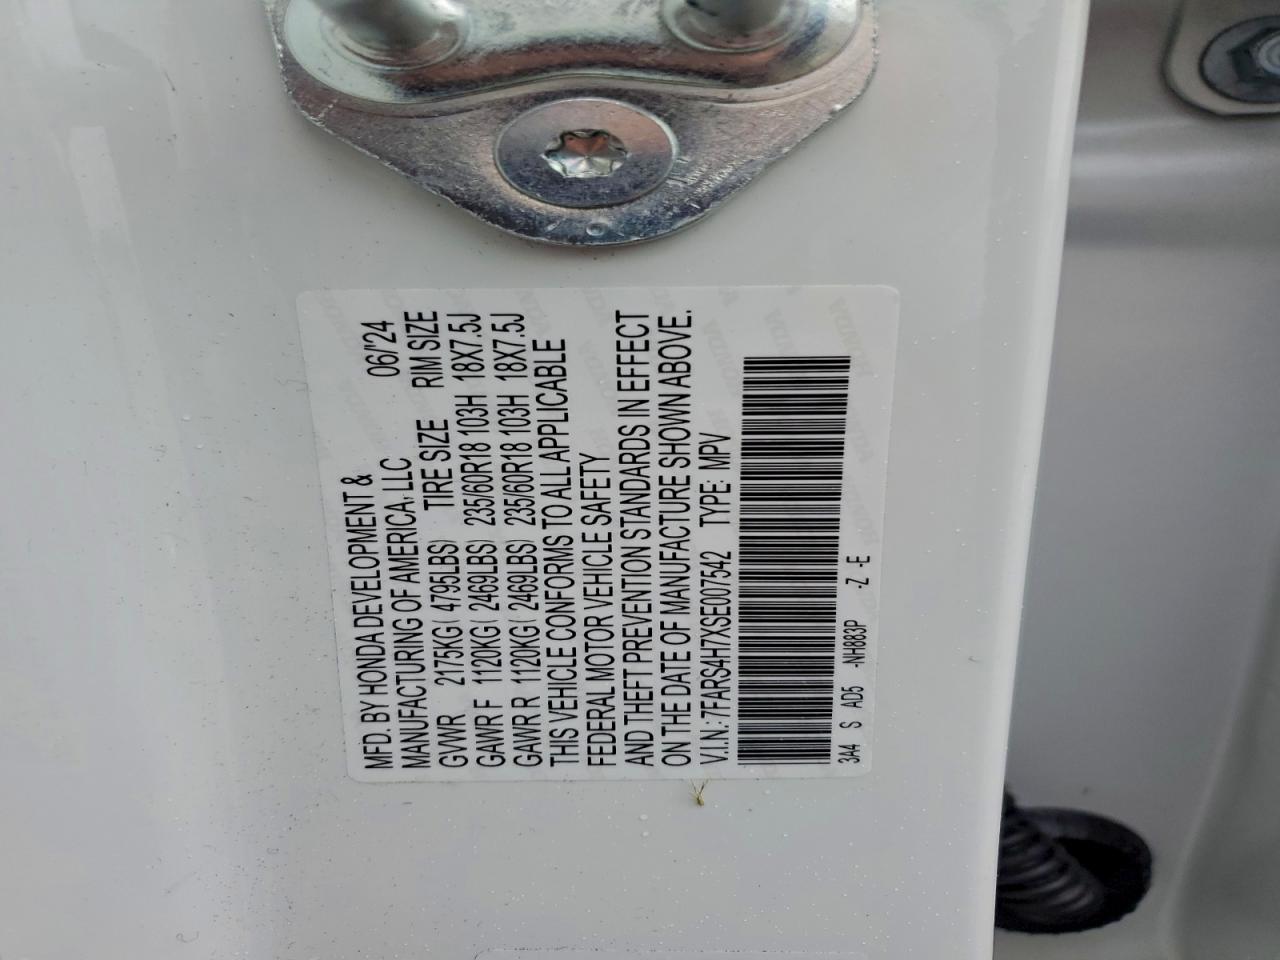 MFD. BY HONDA DEVELOPMENT &
MANUFACTURING OF AMERICA, LLC 06/'24
GVWR 2175KG( 4795LBS) TIRE SIZE RIM SIZE
GAWR F 1120KG( 2469LBS) 235/60R18 103H 18X7.5J
GAWR R 1120KG( 2469LBS) 235/60R18 103H 18X7.5J
THIS VEHICLE CONFORMS TO ALL APPLICABLE
FEDERAL MOTOR VEHICLE SAFETY
AND THEFT PREVENTION STANDARDS IN EFFECT
ON THE DATE OF MANUFACTURE SHOWN ABOVE.
V.I.N.: 7FARS4H7XSE007542 TYPE: MPV
3A4 S AD5 -NH883P -Z -E